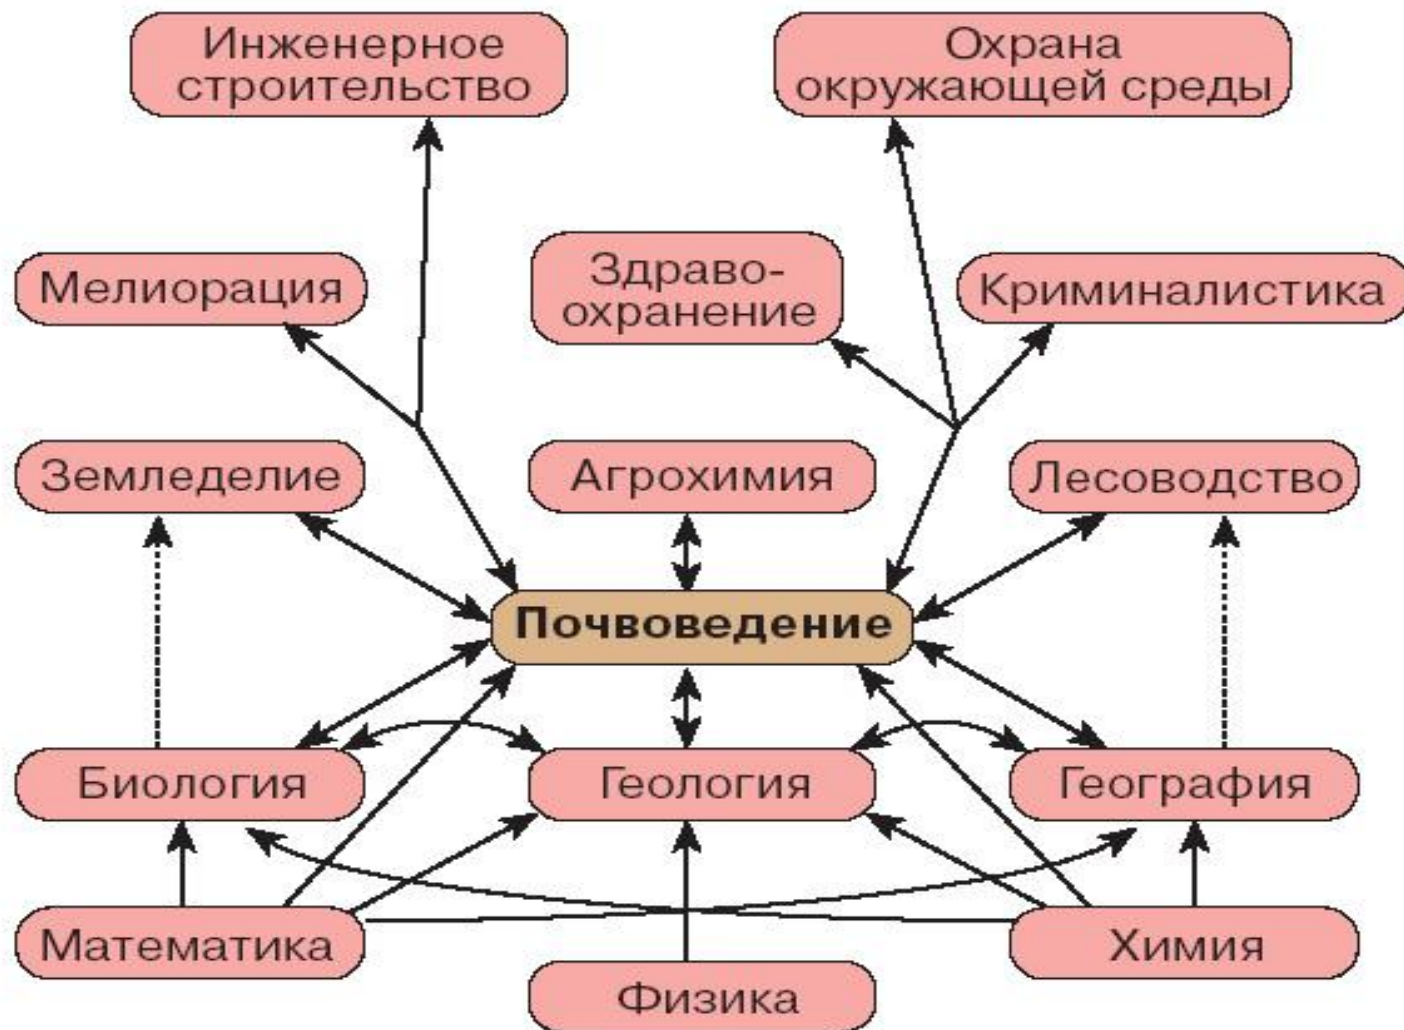 Инженерное
строительство
Охрана
окружающей среды
Мелиорация
Здраво-
охранение
Криминалистика
Земледелие
Агрохимия
Лесоводство
Почвоведение
Биология
Геология
География
Математика
Физика
Химия